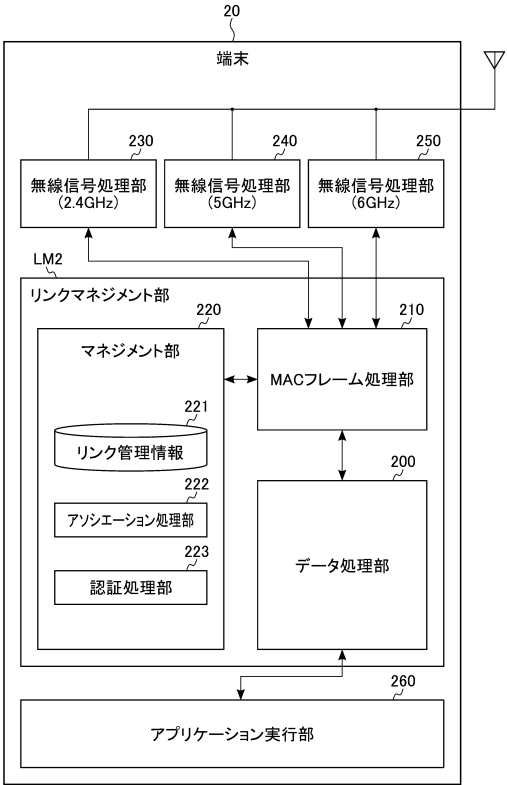 20
端末
230
無線信号処理部
(2.4GHz)
240
無線信号処理部
(5GHz)
250
無線信号処理部
(6GHz)
LM2
リンクマネジメント部
220
マネジメント部
210
MACフレーム処理部
221
リンク管理情報
222
アソシエーション処理部
223
認証処理部
200
データ処理部
260
アプリケーション実行部